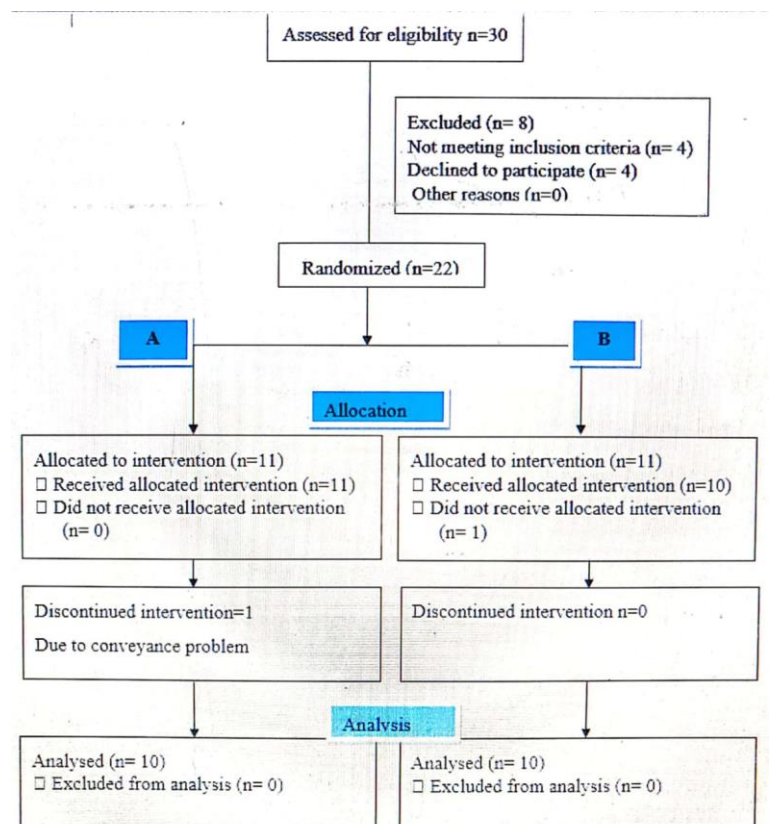 Assessed for eligibility n=30
Excluded (n= 8)
Not meeting inclusion criteria (n= 4)
Declined to participate (n= 4)
Other reasons (n=0)
Randomized (n=22)
A
B
Allocation
Allocated to intervention (n=11)
□ Received allocated intervention (n=11)
□ Did not receive allocated intervention
(n= 0)
Allocated to intervention (n=11)
□ Received allocated intervention (n=10)
□ Did not receive allocated intervention
(n= 1)
Discontinued intervention=1
Due to conveyance problem
Discontinued intervention n=0
Analysis
Analysed (n= 10)
□ Excluded from analysis (n= 0)
Analysed (n= 10)
□ Excluded from analysis (n= 0)